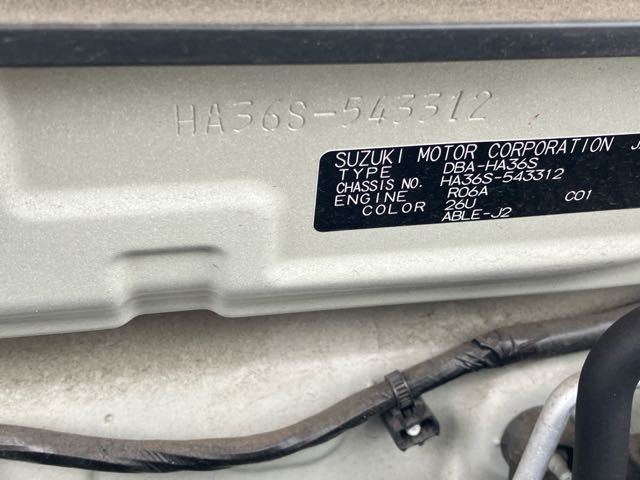 HA36S-543312
SUZUKI MOTOR CORPORATION
TYPE DBA-HA36S
CHASSIS NO. HA36S-543312
ENGINE R06A C01
COLOR 26U
ABLE-J2